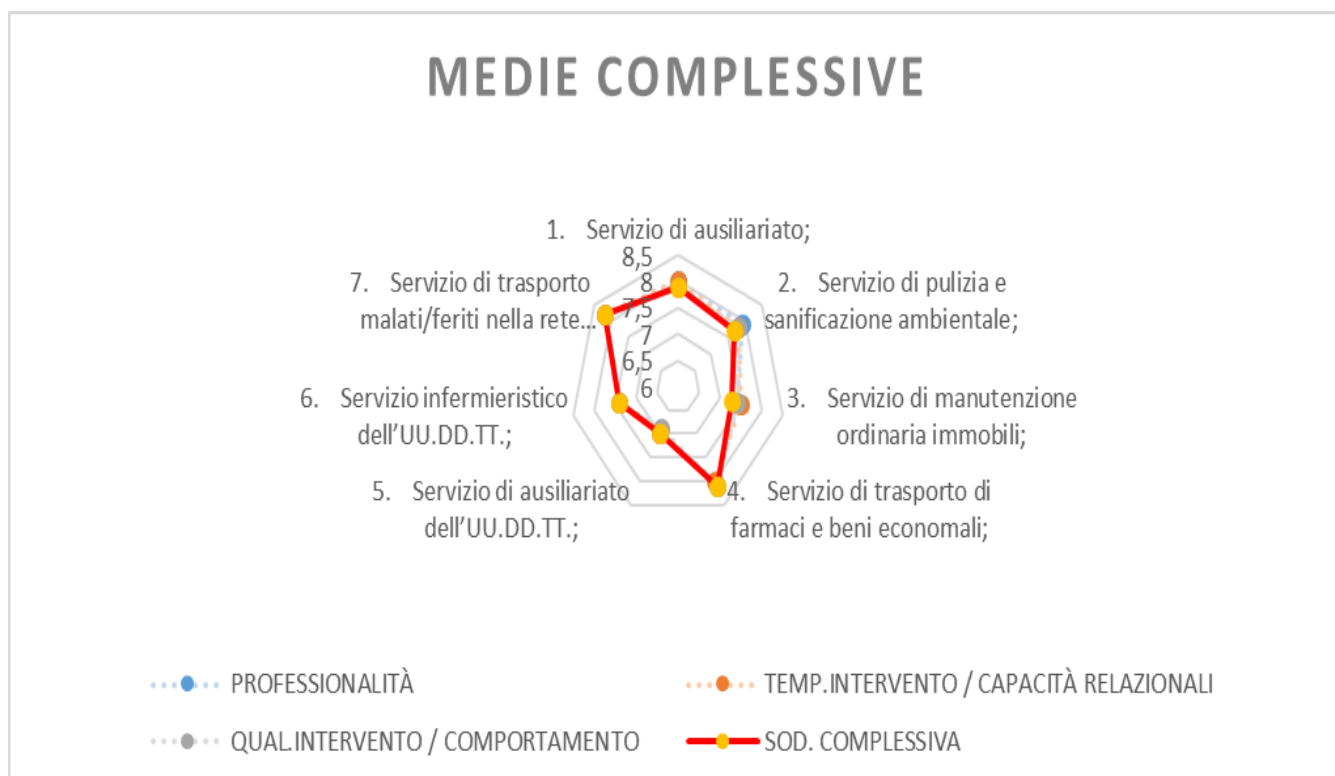 MEDIE COMPLESSIVE
1. Servizio di ausiliariato;
2. Servizio di pulizia e
sanificazione ambientale;
3. Servizio di manutenzione
ordinaria immobili;
4. Servizio di trasporto di
farmaci e beni economali;
5. Servizio di ausiliariato
dell'UU.DD.TT.;
6. Servizio infermieristico
dell'UU.DD.TT.;
7. Servizio di trasporto
malati/feriti nella rete...
8,5
8
7,5
7
6,5
6
PROFESSIONALITÀ
TEMP.INTERVENTO / CAPACITÀ RELAZIONALI
QUAL.INTERVENTO / COMPORTAMENTO
SOD. COMPLESSIVA